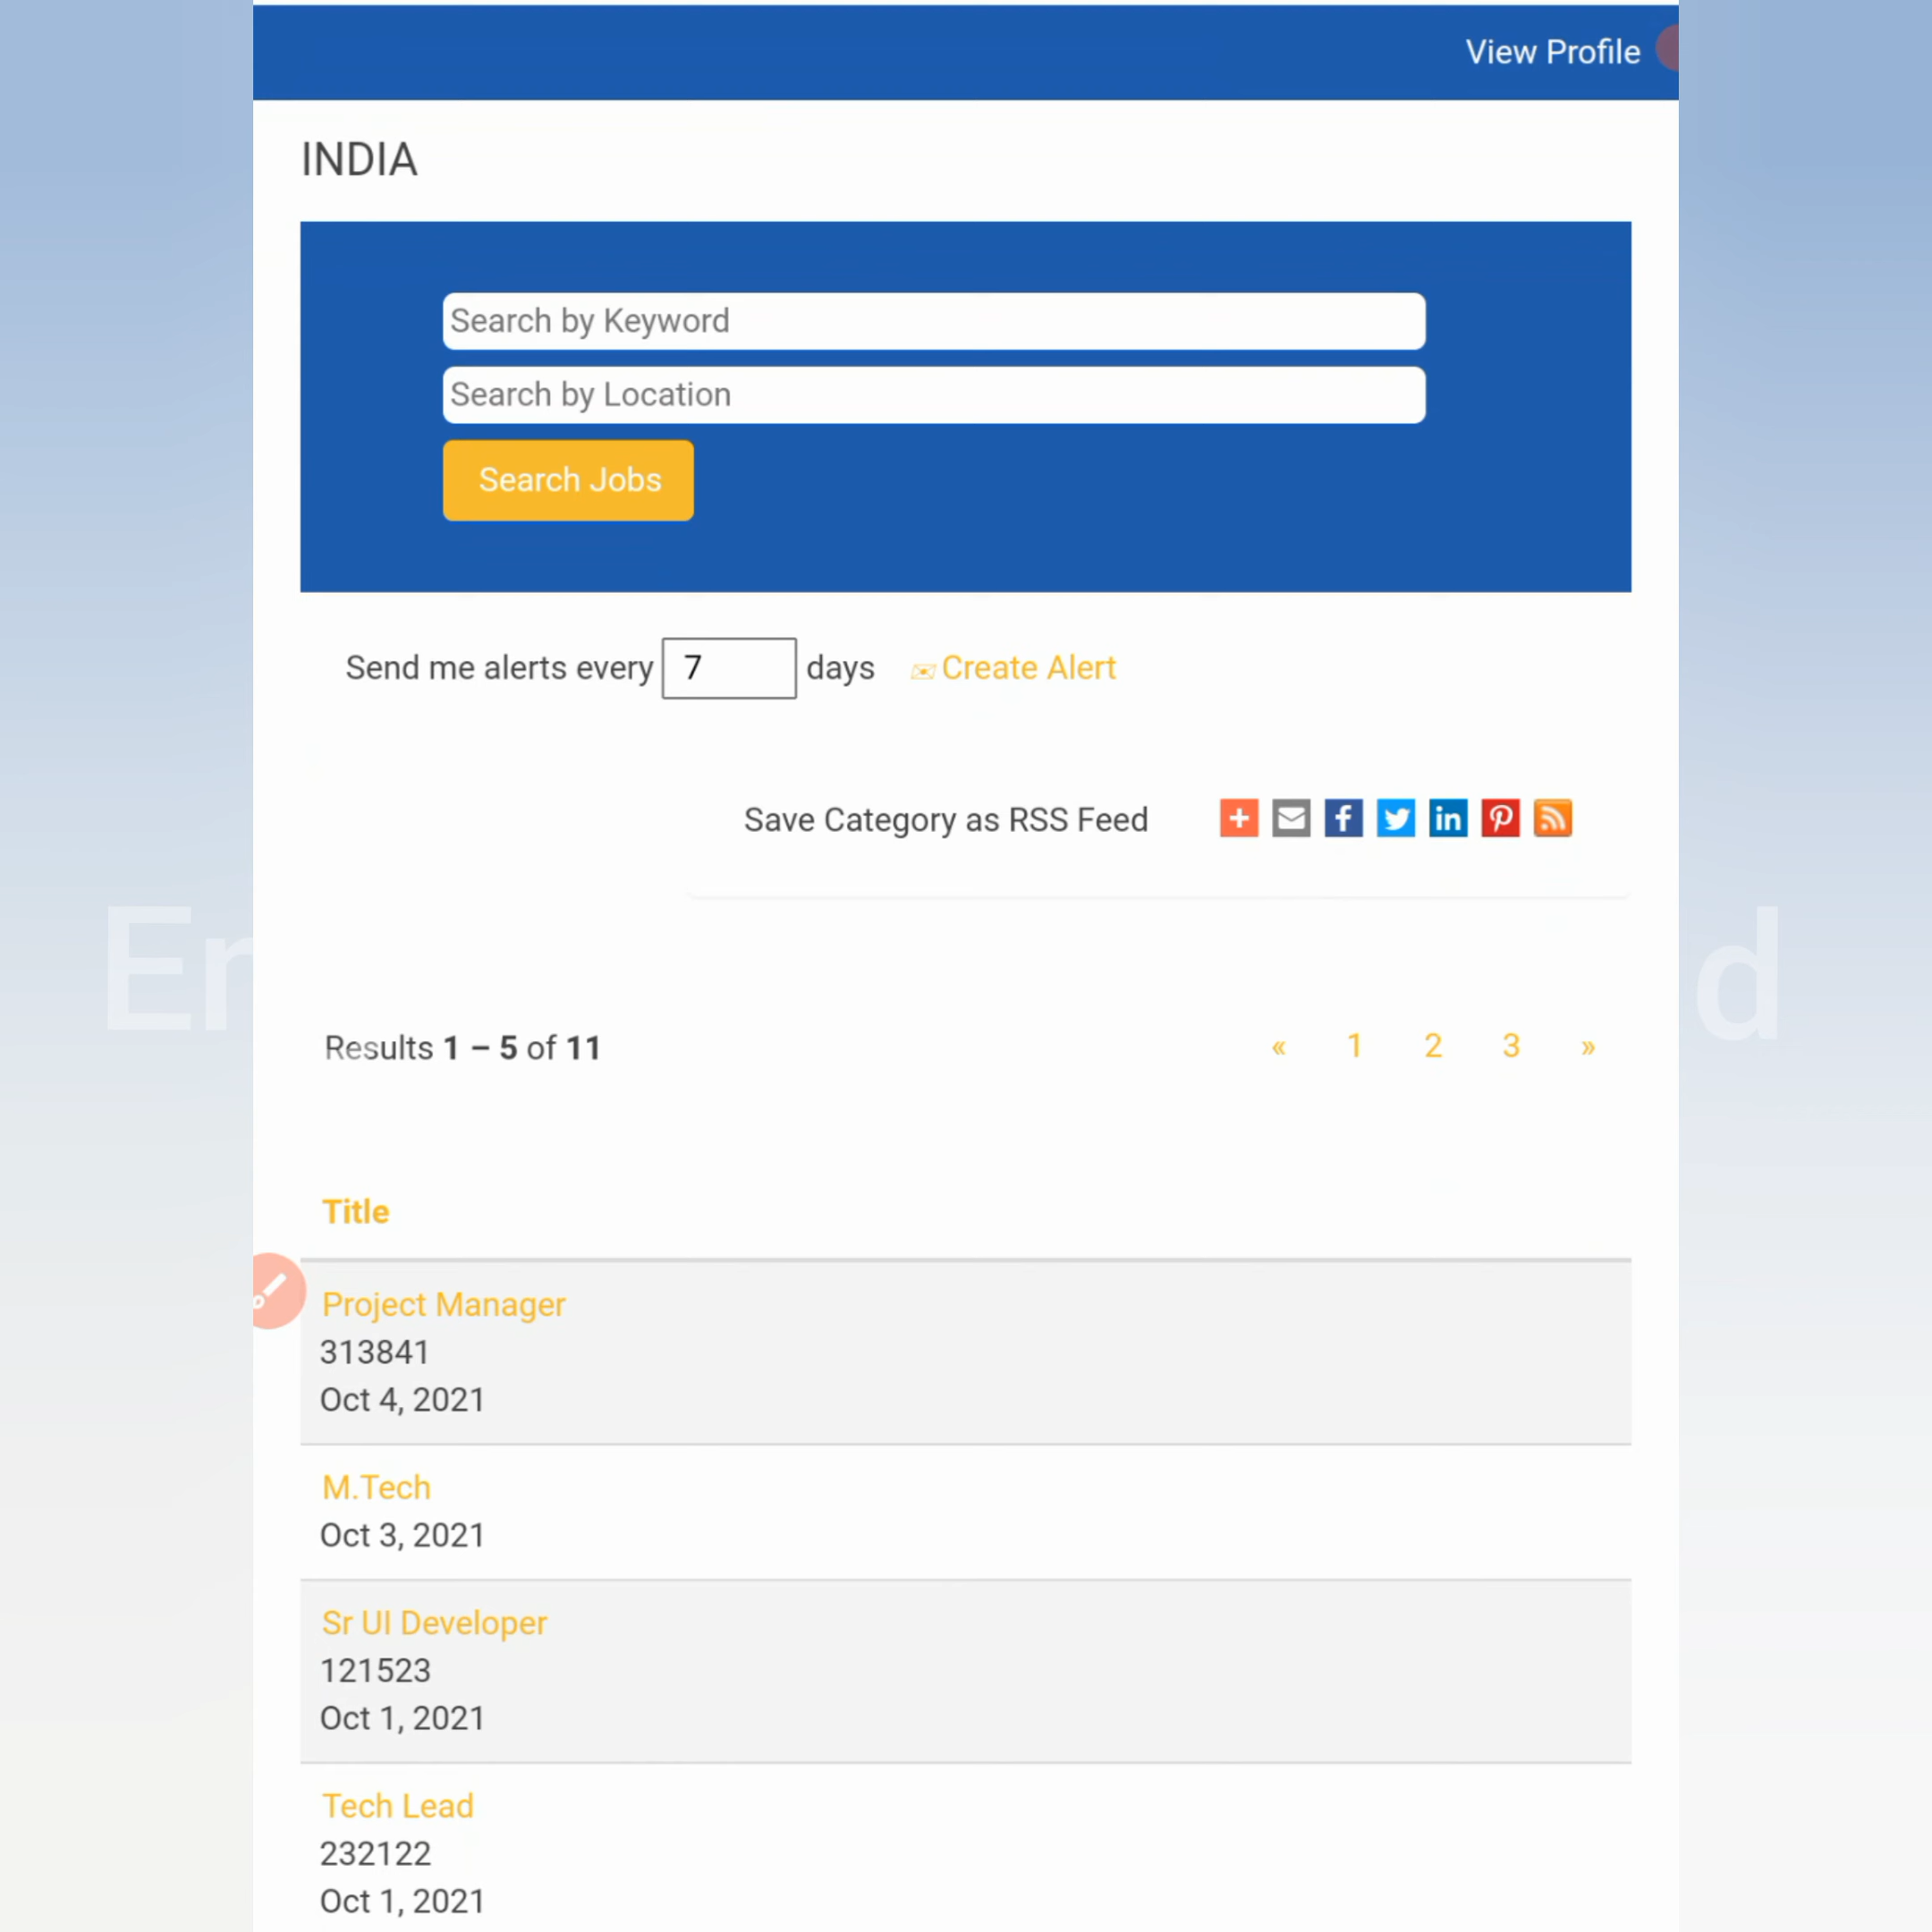 View Profile
INDIA
Search by Keyword
Search by Location
Search Jobs
Send me alerts every 7 days Create Alert
Save Category as RSS Feed
Results 1 – 5 of 11 « 1 2 3 »
Title
Project Manager
313841
Oct 4, 2021
M.Tech
Oct 3, 2021
Sr UI Developer
121523
Oct 1, 2021
Tech Lead
232122
Oct 1, 2021